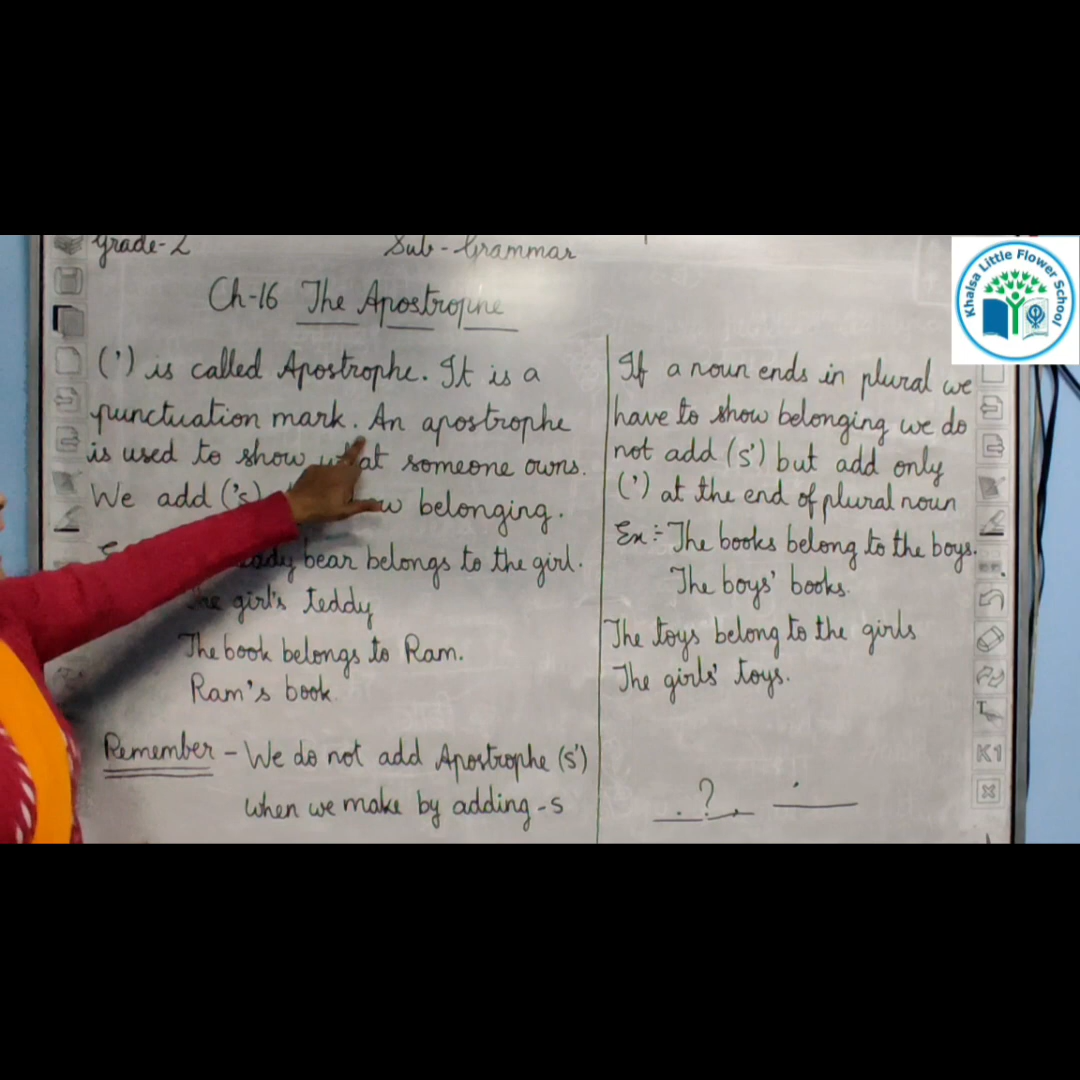 Grade-2
Sub-Grammar
Ch-16 The Apostrophe
(') is called Apostrophe. It is a
punctuation mark. An apostrophe
is used to show what someone owns.
We add ('s) belonging.
bear belongs to the girl.
girl's teddy
The book belongs to Ram.
Ram's book.
Remember - We do not add Apostrophe (s')
when we make by adding -s
If a noun ends in plural we
have to show belonging we do
not add (s') but add only
(') at the end of plural noun
Ex:- The books belong to the boys.
The boys' books.
The toys belong to the girls
The girls' toys.
. ? , '
Khalsa Little Flower School
T
K1